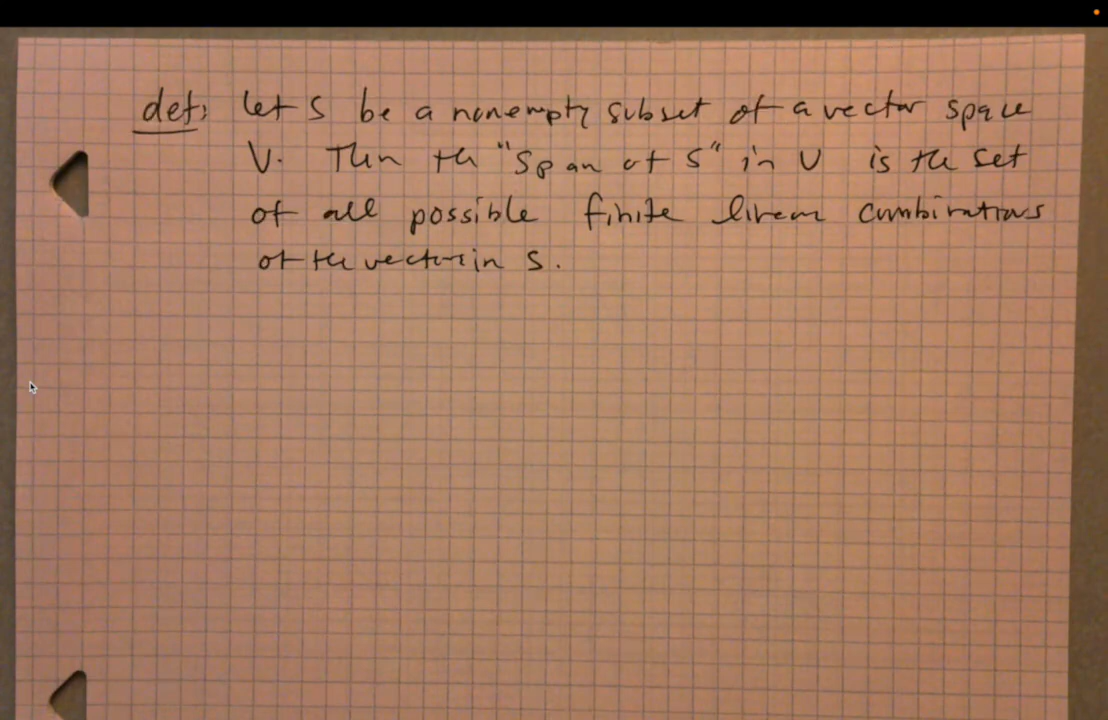 def: let S be a nonempty subset of a vector space
V. Then the "Span of S" in V is the set
of all possible finite linear combinations
of the vectors in S.